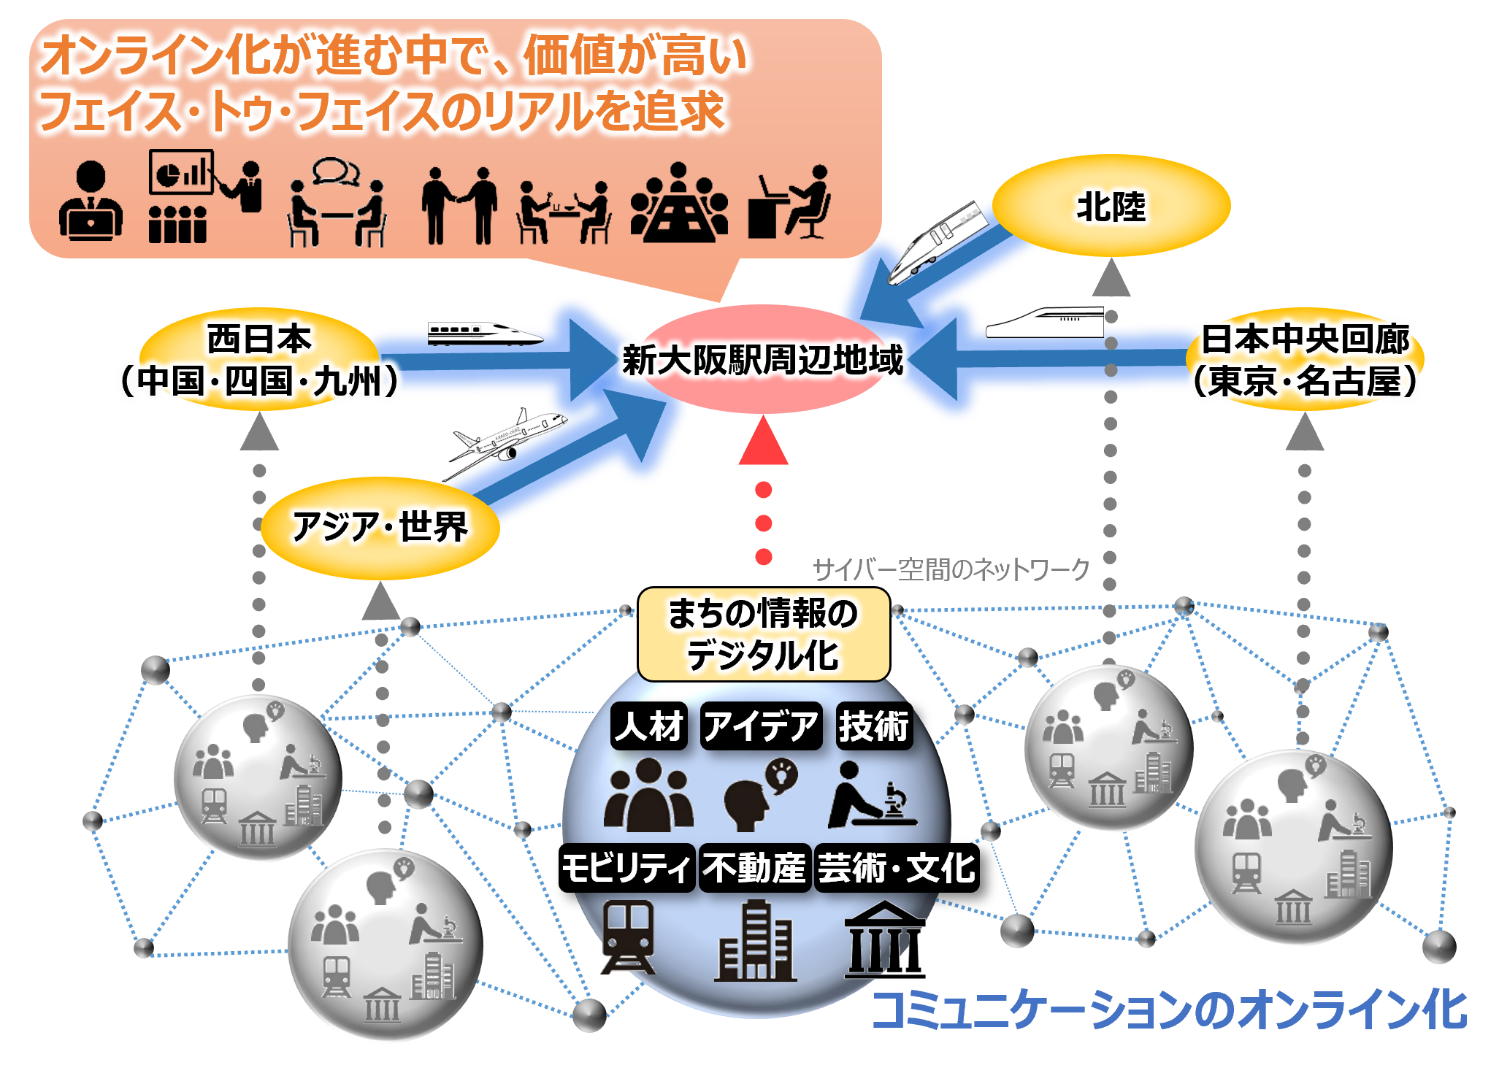 オンライン化が進む中で、価値が高い
フェイス・トゥ・フェイスのリアルを追求
北陸
西日本
（中国・四国・九州）
新大阪駅周辺地域
日本中央回廊
（東京・名古屋）
アジア・世界
サイバー空間のネットワーク
まちの情報の
デジタル化
人材 アイデア 技術
モビリティ 不動産 芸術・文化
コミュニケーションのオンライン化